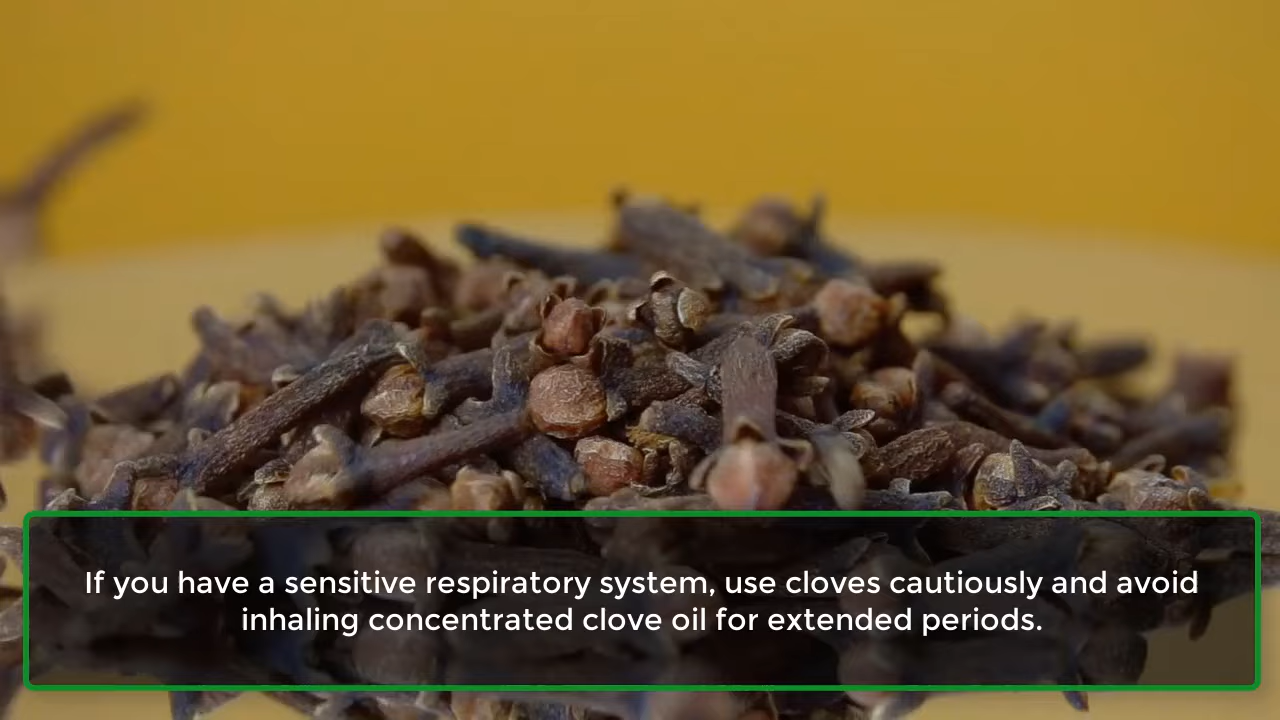 If you have a sensitive respiratory system, use cloves cautiously and avoid
inhaling concentrated clove oil for extended periods.